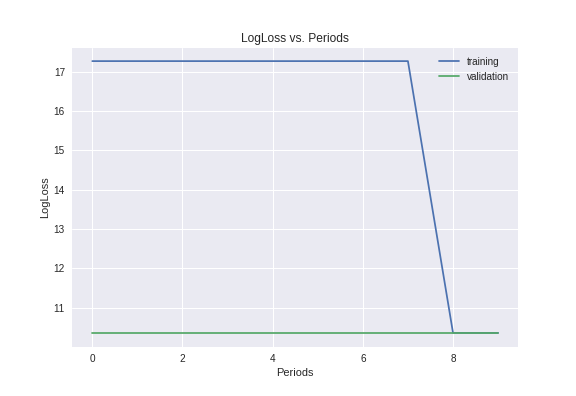 LogLoss vs. Periods
training
validation
17
16
15
14
13
12
11
LogLoss
0 2 4 6 8
Periods